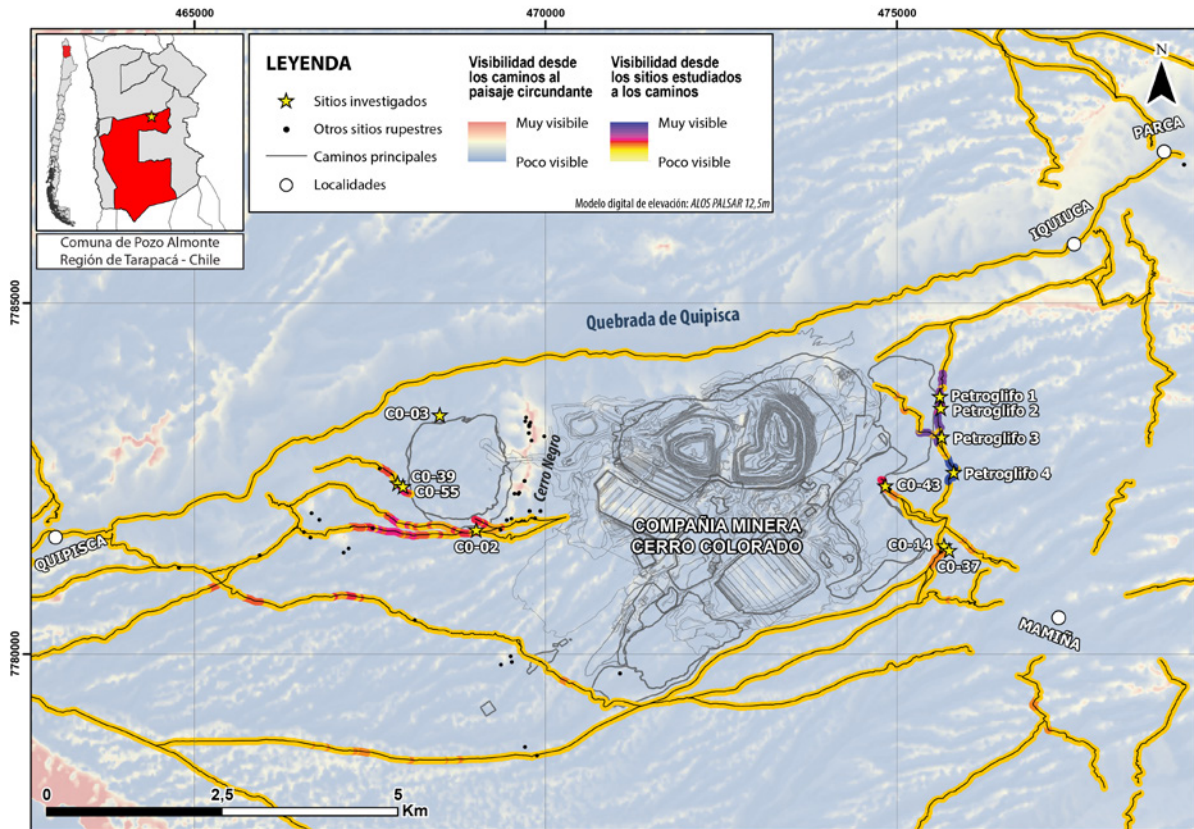 465000
470000
475000
LEYENDA
Sitios investigados
Otros sitios rupestres
Caminos principales
Localidades
Visibilidad desde
los caminos al
paisaje circundante
Muy visibile
Poco visible
Visibilidad desde
los sitios estudiados
a los caminos
Muy visible
Poco visible
Modelo digital de elevación: ALOS PALSAR 12,5m
Comuna de Pozo Almonte
Región de Tarapacá - Chile
N
PARCA
IQUIUCA
7785000
Quebrada de Quipisca
C0-03
Cerro Negro
Petroglifo 1
Petroglifo 2
Petroglifo 3
Petroglifo 4
C0-39
C0-55
C0-43
C0-02
COMPAÑIA MINERA
CERRO COLORADO
QUIPISCA
C0-14
C0-37
MAMIÑA
7780000
0
2,5
5
Km